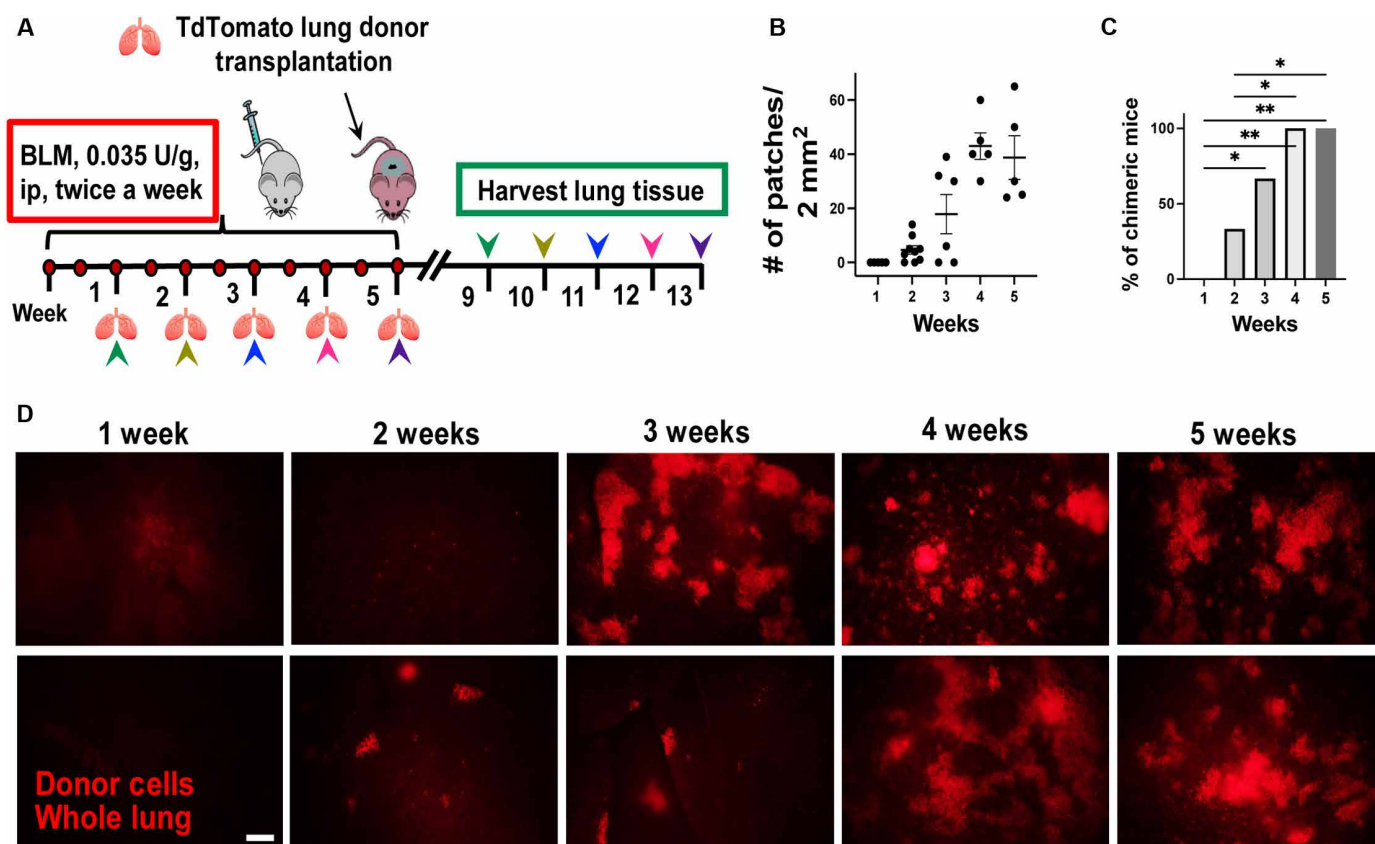 A
TdTomato lung donor
transplantation
BLM, 0.035 U/g,
ip, twice a week
Harvest lung tissue
Week
1 2 3 4 5 9 10 11 12 13
B
# of patches/
2 mm²
60
40
20
0
1 2 3 4 5
Weeks
C
% of chimeric mice
*
*
**
**
*
100
50
0
1 2 3 4 5
Weeks
D
1 week 2 weeks 3 weeks 4 weeks 5 weeks
Donor cells
Whole lung